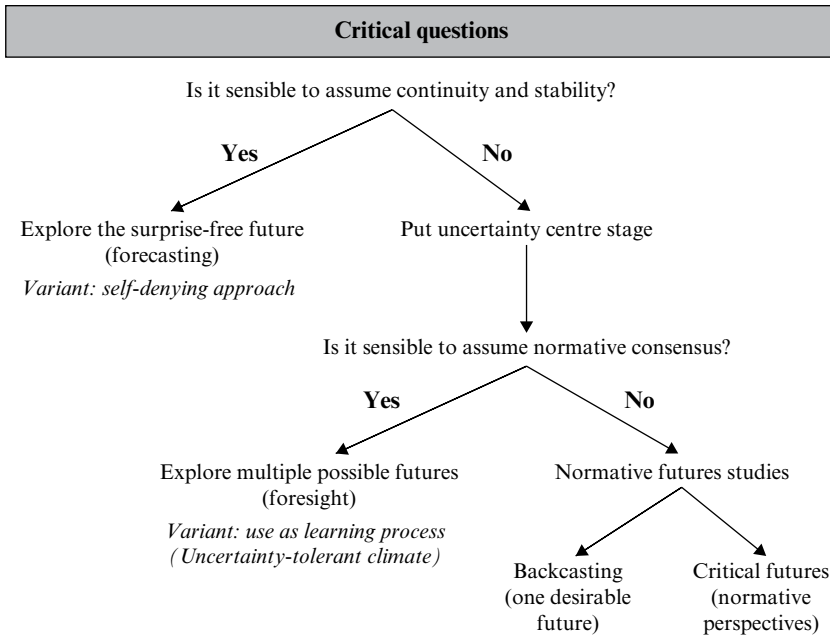 Critical questions
Is it sensible to assume continuity and stability?
Yes
No
Explore the surprise-free future
(forecasting)
Variant: self-denying approach
Put uncertainty centre stage
Is it sensible to assume normative consensus?
Yes
No
Explore multiple possible futures
(foresight)
Variant: use as learning process
(Uncertainty-tolerant climate)
Normative futures studies
Backcasting
(one desirable
future)
Critical futures
(normative
perspectives)